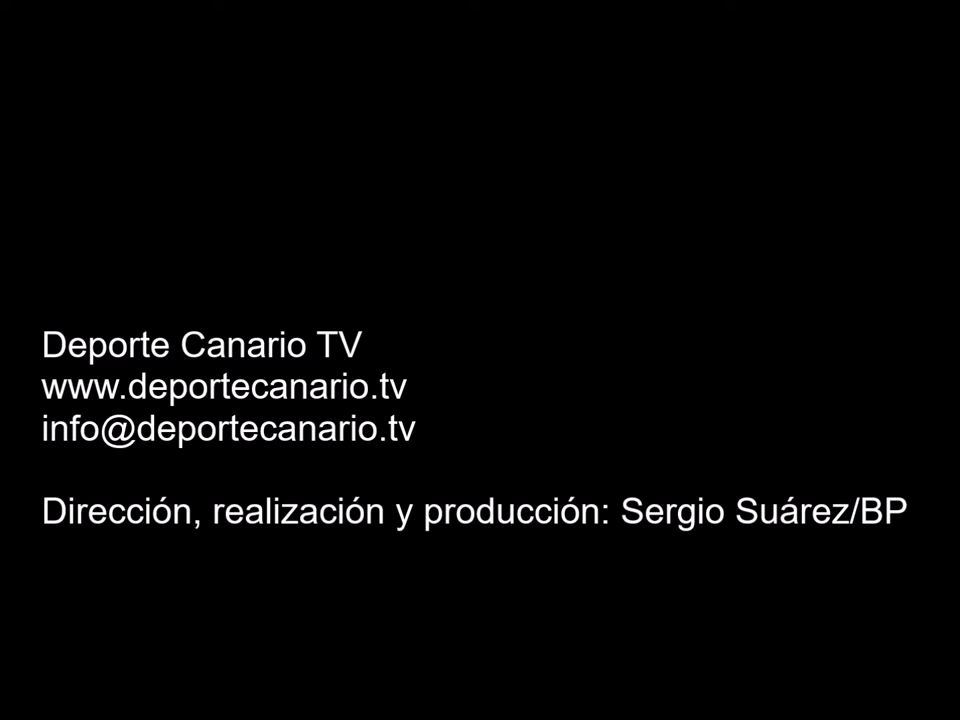 Deporte Canario TV
www.deportecanario.tv
info@deportecanario.tv
Dirección, realización y producción: Sergio Suárez/BP